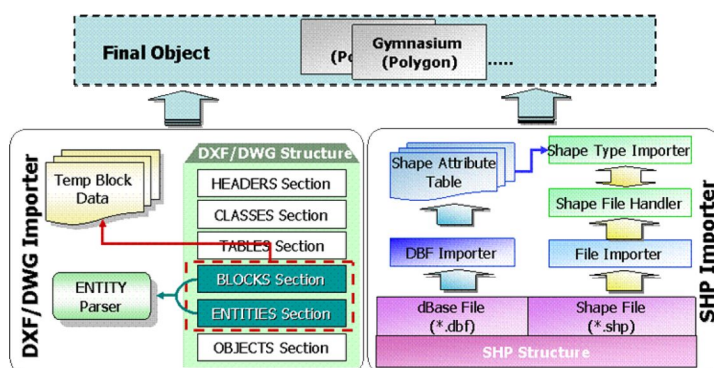 Final Object
(Po
Gymnasium
(Polygon)
.....
DXF/DWG Importer
Temp Block
Data
ENTITY
Parser
DXF/DWG Structure
HEADERS Section
CLASSES Section
TABLES Section
BLOCKS Section
ENTITIES Section
OBJECTS Section
Shape Attribute
Table
Shape Type Importer
Shape File Handler
DBF Importer
File Importer
dBase File
(*.dbf)
Shape File
(*.shp)
SHP Structure
SHP Importer